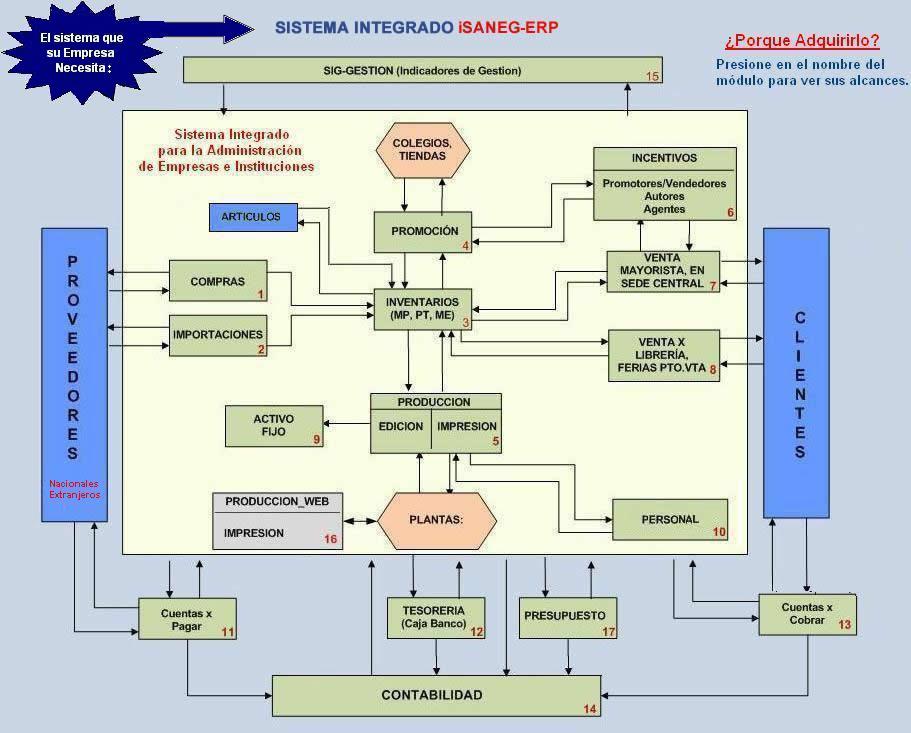 El sistema que
su Empresa
Necesita :
SISTEMA INTEGRADO iSANEG-ERP
¿Porque Adquirirlo?
Presione en el nombre del
módulo para ver sus alcances.
SIG-GESTION (Indicadores de Gestion)
15
Sistema Integrado
para la Administración
de Empresas e Instituciones
COLEGIOS,
TIENDAS
INCENTIVOS
Promotores/Vendedores
Autores
Agentes
6
ARTICULOS
PROMOCIÓN
4
PROVEEDORES
Nacionales
Extranjeros
COMPRAS
1
IMPORTACIONES
2
INVENTARIOS
(MP, PT, ME)
3
VENTA
MAYORISTA, EN
SEDE CENTRAL
7
VENTA X
LIBRERÍA,
FERIAS PTO.VTA
8
CLIENTES
ACTIVO
FIJO
9
PRODUCCION
EDICION
IMPRESION
5
PRODUCCION_WEB
IMPRESION
16
PLANTAS:
PERSONAL
10
Cuentas x
Pagar
11
TESORERIA
(Caja Banco)
12
PRESUPUESTO
17
Cuentas x
Cobrar
13
CONTABILIDAD
14